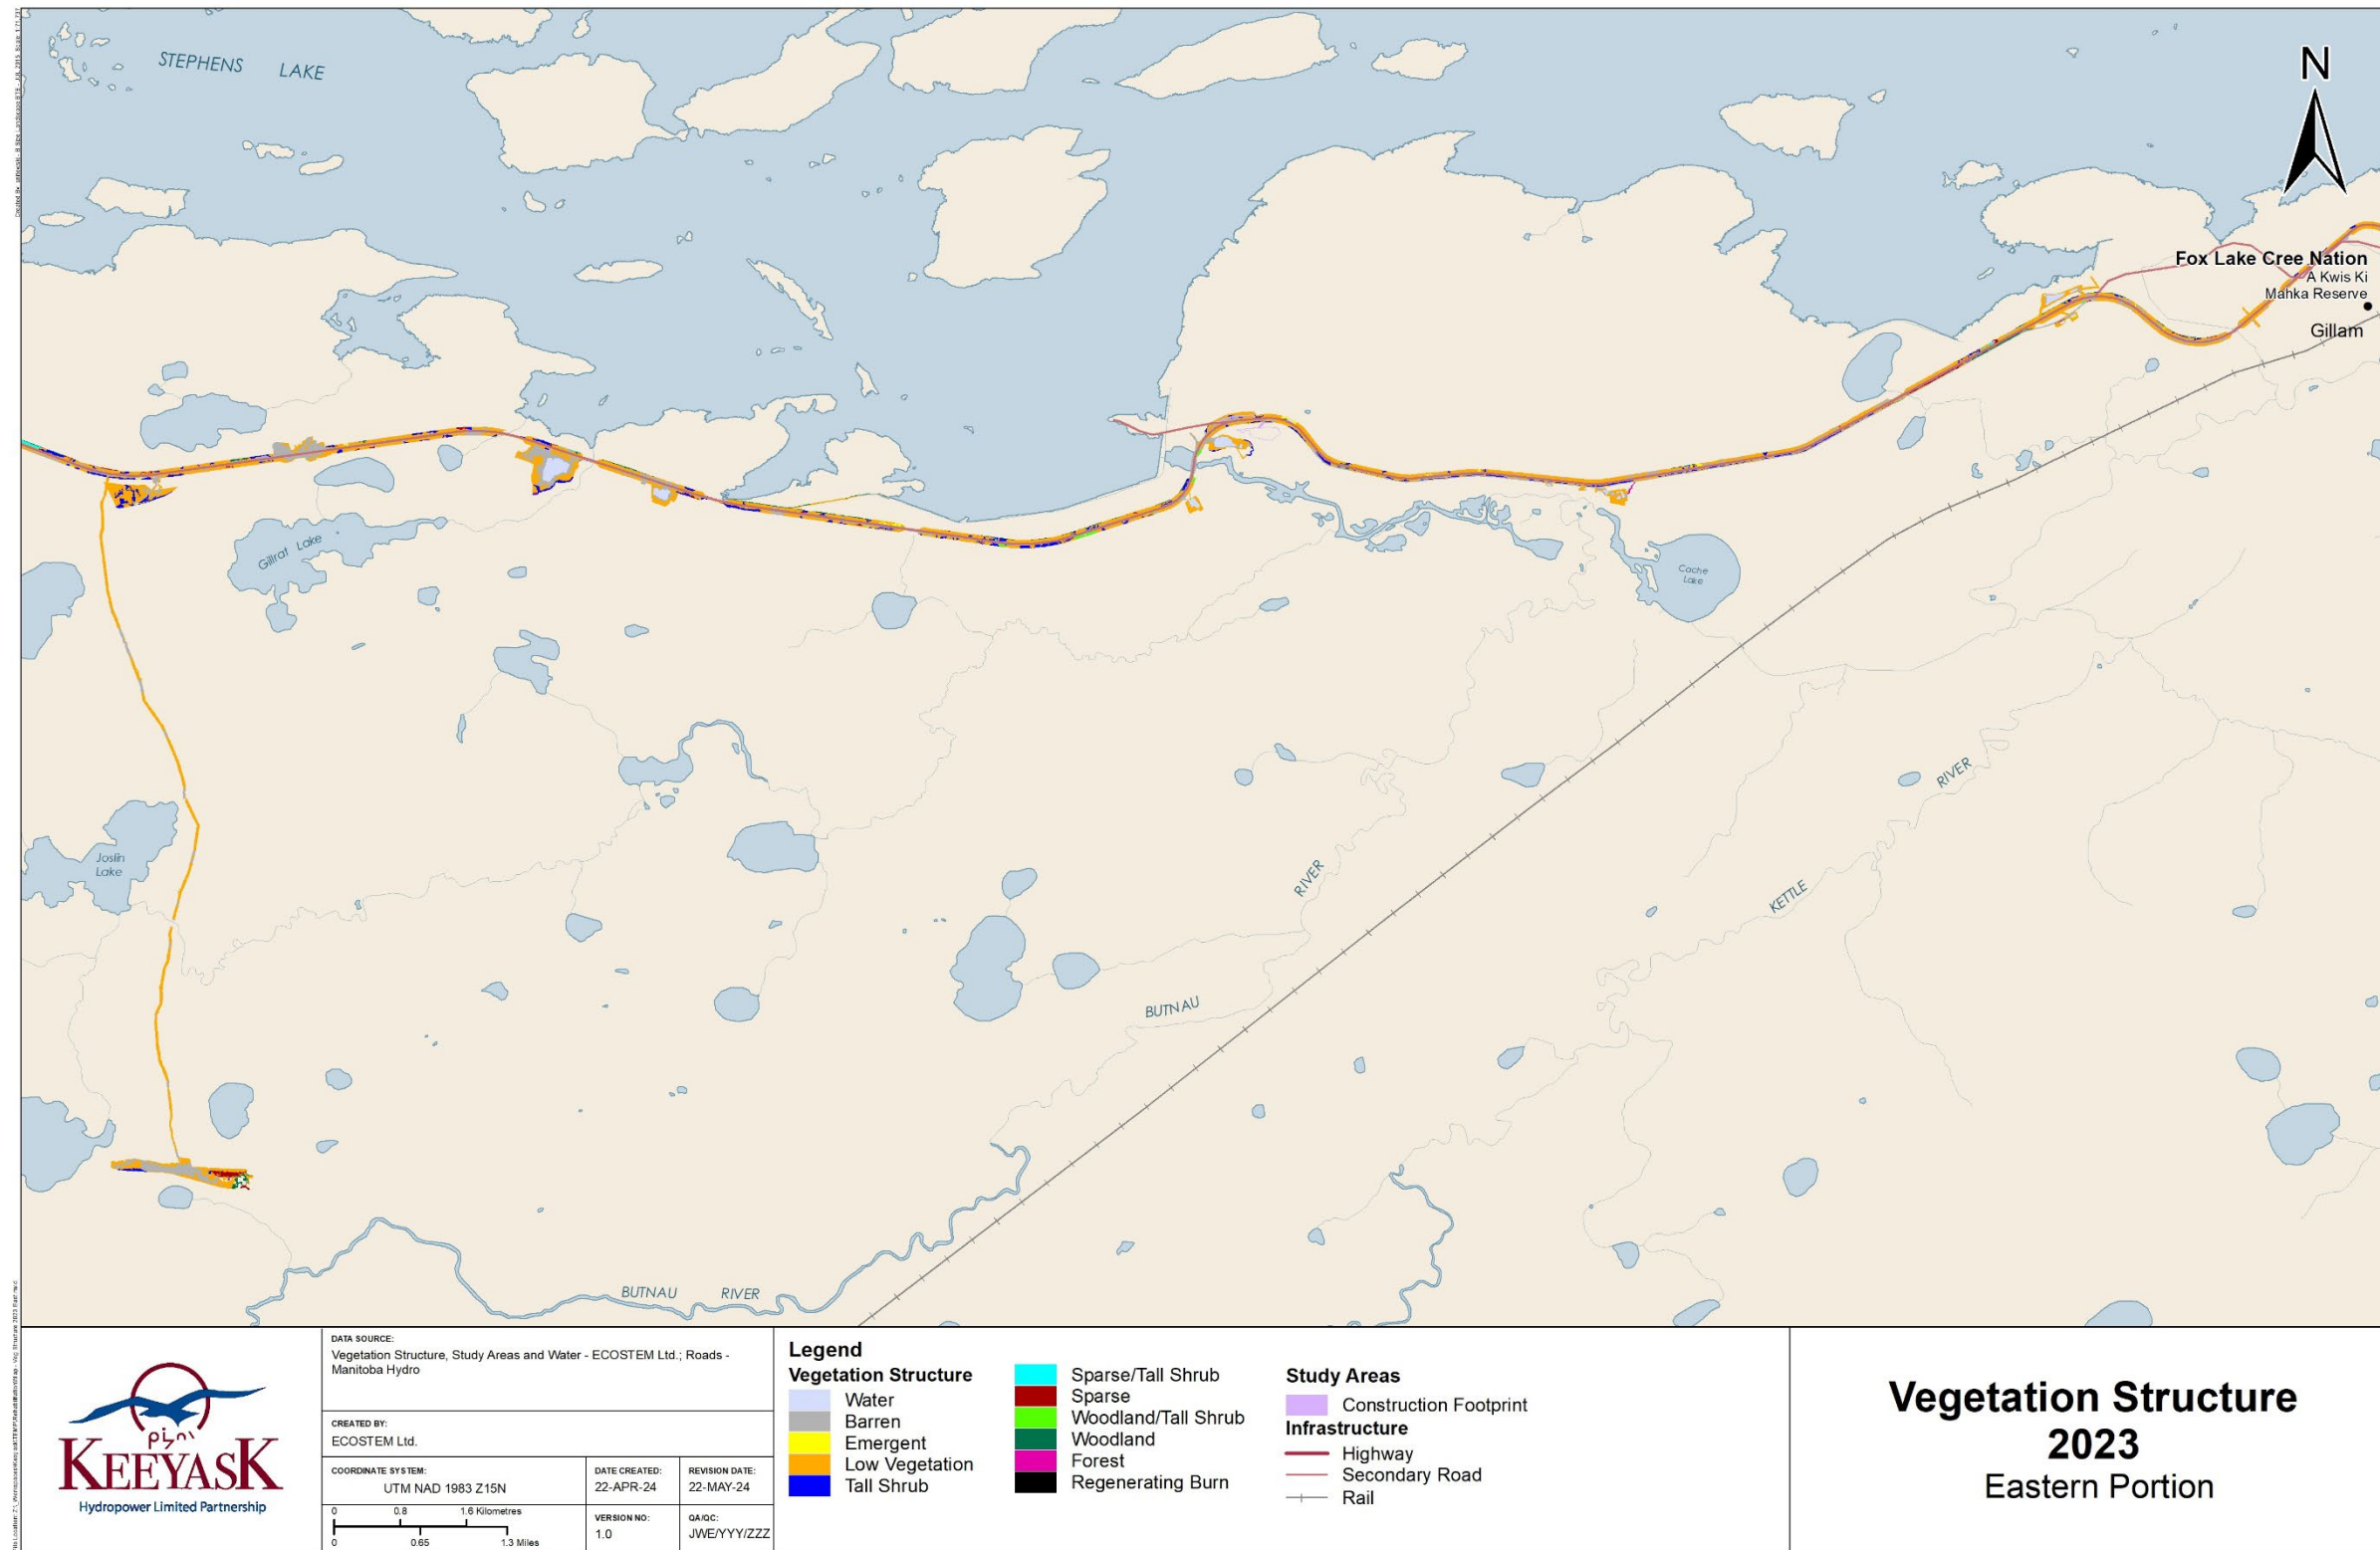 STEPHENS LAKE
N
Fox Lake Cree Nation
A Kwis Ki
Mahka Reserve
Gillam
Gillrat Lake
Cache
Lake
Joslin
Lake
RIVER
RIVER
KETTLE
BUTNAU
BUTNAU RIVER
KEEYASK
Hydropower Limited Partnership
DATA SOURCE:
Vegetation Structure, Study Areas and Water - ECOSTEM Ltd.; Roads -
Manitoba Hydro
CREATED BY:
ECOSTEM Ltd.
COORDINATE SYSTEM:
UTM NAD 1983 Z15N
DATE CREATED:
22-APR-24
REVISION DATE:
22-MAY-24
0 0.8 1.6 Kilometres
0 0.65 1.3 Miles
VERSION NO:
1.0
QA/QC:
JWE/YYY/ZZZ
Legend
Vegetation Structure
Water
Barren
Emergent
Low Vegetation
Tall Shrub
Sparse/Tall Shrub
Sparse
Woodland/Tall Shrub
Woodland
Forest
Regenerating Burn
Study Areas
Construction Footprint
Infrastructure
Highway
Secondary Road
Rail
Vegetation Structure
2023
Eastern Portion